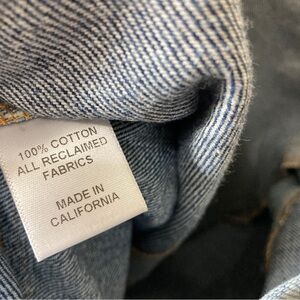 100% COTTON
ALL RECLAIMED
FABRICS
MADE IN
CALIFORNIA